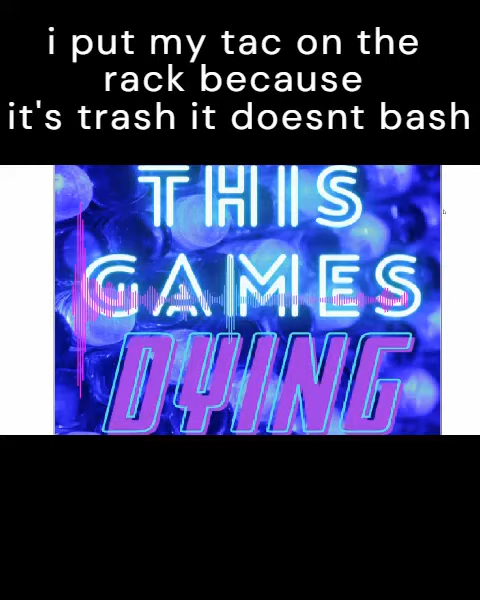 i put my tac on the
rack because
it's trash it doesnt bash
THIS
GAMES
DYING